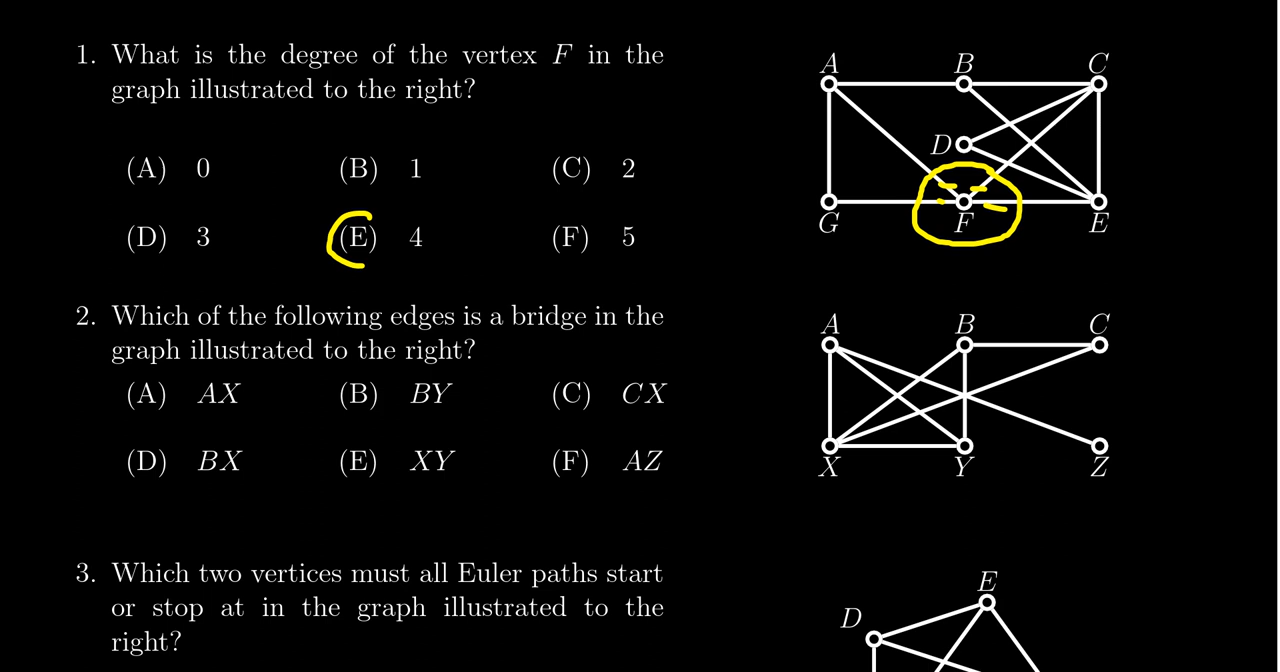 1. What is the degree of the vertex F in the
graph illustrated to the right?
(A) 0 (B) 1 (C) 2
(D) 3 (E) 4 (F) 5
A B C
D
G F E
2. Which of the following edges is a bridge in the
graph illustrated to the right?
(A) AX (B) BY (C) CX
(D) BX (E) XY (F) AZ
A B C
X Y Z
3. Which two vertices must all Euler paths start
or stop at in the graph illustrated to the
right?
E
D